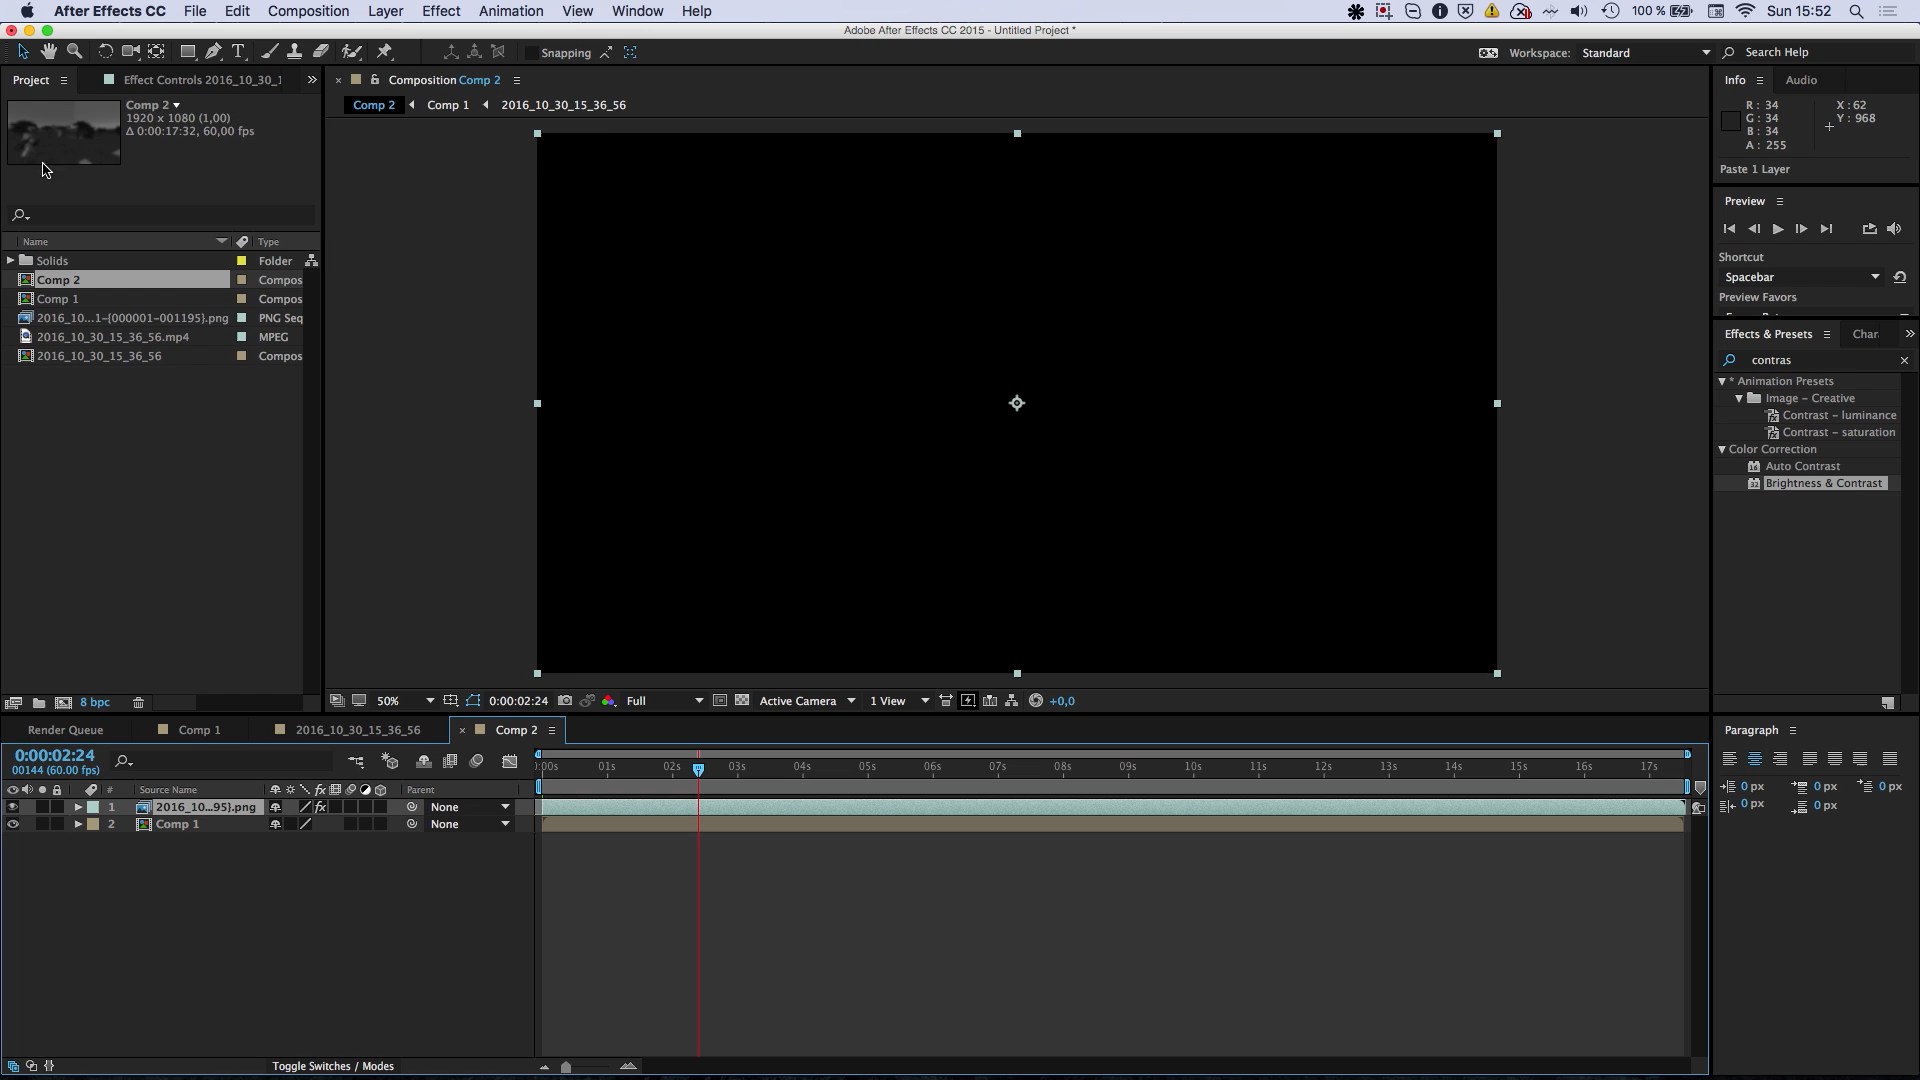 After Effects CC File Edit Composition Layer Effect Animation View Window Help 100 % Sun 15:52
Adobe After Effects CC 2015 - Untitled Project *
Snapping Workspace: Standard Search Help
Project Effect Controls 2016_10_30_1
Comp 2
1920 x 1080 (1,00)
Δ 0:00:17:32, 60,00 fps
Name Type
Solids Folder
Comp 2 Compos
Comp 1 Compos
2016_10...1-{000001-001195}.png PNG Seq
2016_10_30_15_36_56.mp4 MPEG
2016_10_30_15_36_56 Compos
8 bpc
Composition Comp 2
Comp 2 Comp 1 2016_10_30_15_36_56
50% 0:00:02:24 Full Active Camera 1 View +0,0
Info Audio
R: 34 X: 62
G: 34 Y: 968
B: 34
A: 255
Paste 1 Layer
Preview
Shortcut
Spacebar
Preview Favors
Effects & Presets Char
contras
* Animation Presets
Image - Creative
Contrast - luminance
Contrast - saturation
Color Correction
Auto Contrast
Brightness & Contrast
Render Queue Comp 1 2016_10_30_15_36_56 Comp 2
0:00:02:24
00144 (60.00 fps)
:00s 01s 02s 03s 04s 05s 06s 07s 08s 09s 10s 11s 12s 13s 14s 15s 16s 17s
# Source Name Parent
1 2016_10...95}.png None
2 Comp 1 None
Toggle Switches / Modes
Paragraph
0 px 0 px 0 px
0 px 0 px